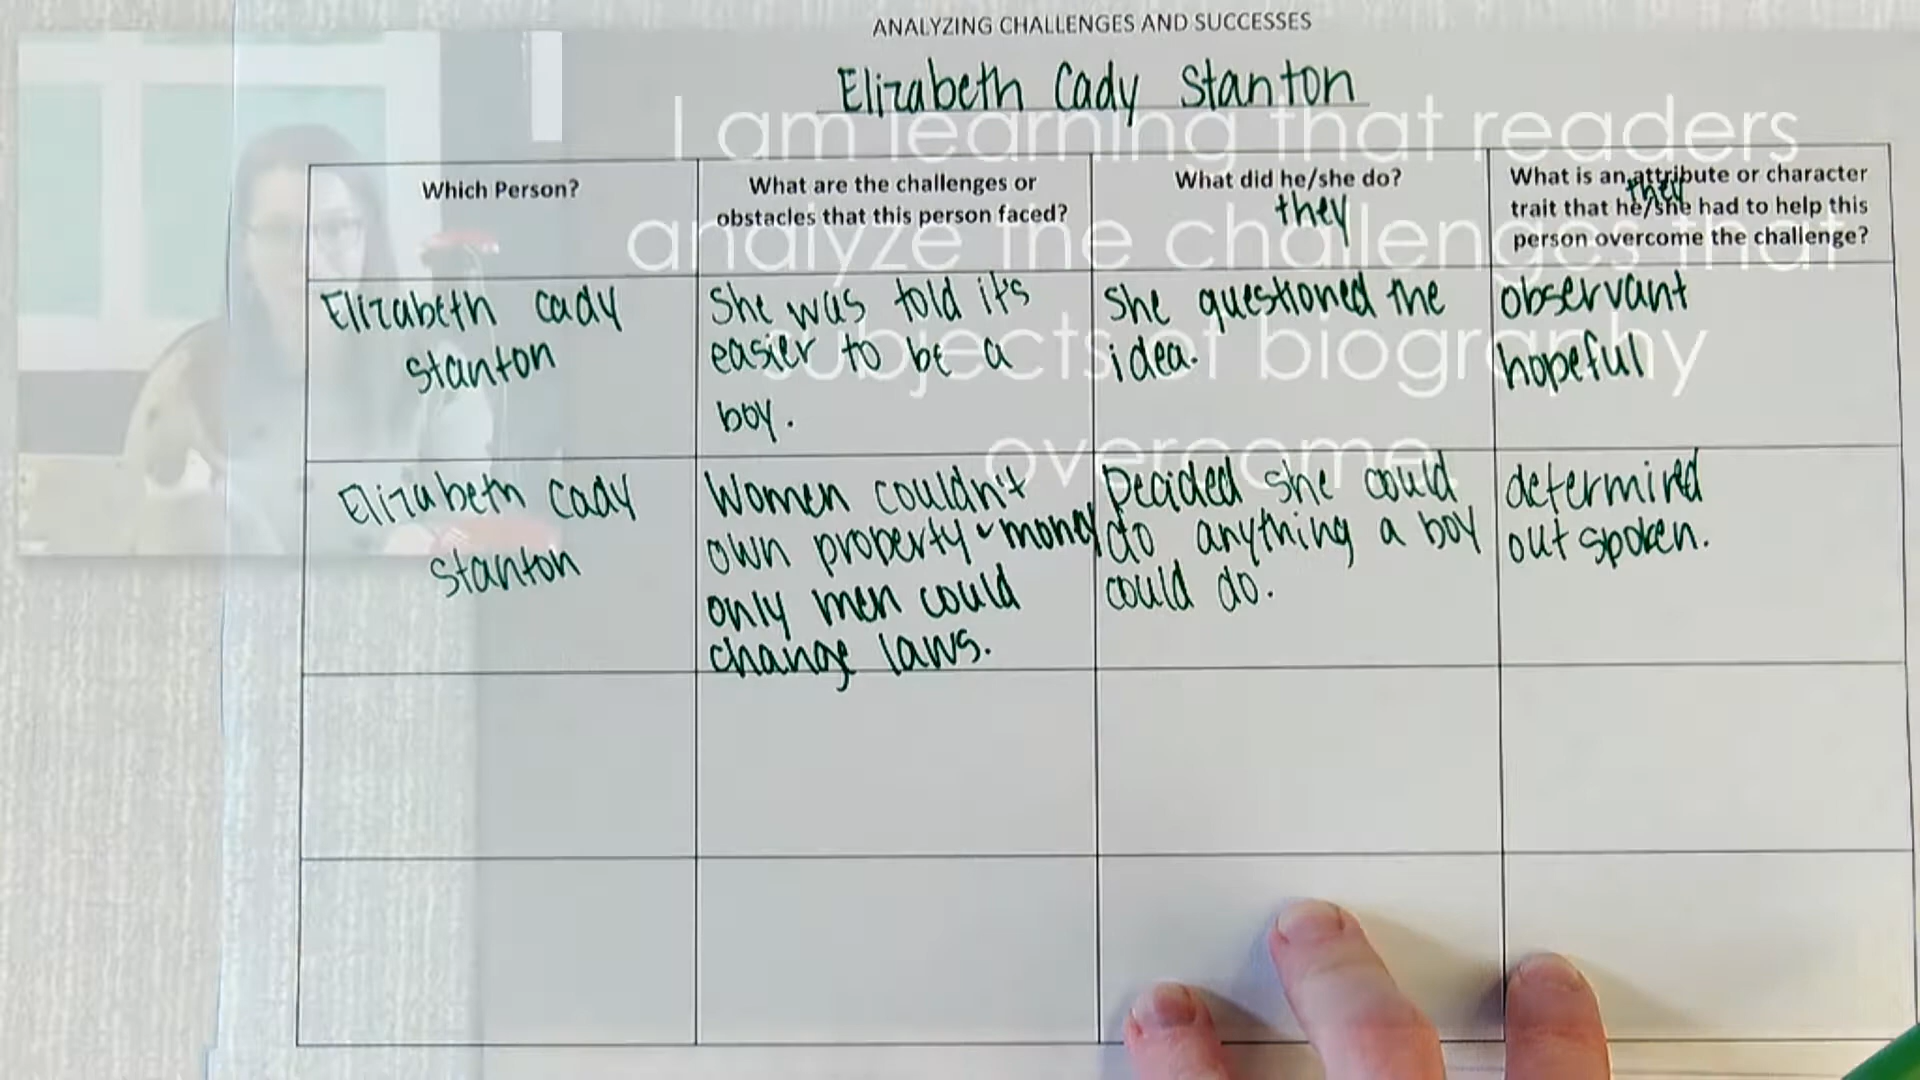 ANALYZING CHALLENGES AND SUCCESSES
Elizabeth Cady Stanton
I am learning that readers
analyze the challenges that
subjects of biography
overcome.
Which Person?
What are the challenges or
obstacles that this person faced?
What did he/she do?
they
What is an attribute or character
they
trait that he/she had to help this
person overcome the challenge?
Elizabeth Cady
Stanton
She was told it's
easier to be a
boy.
She questioned the
idea.
observant
hopeful
Elizabeth Cady
Stanton
Women couldn't
own property + money
only men could
change laws.
Decided she could
do anything a boy
could do.
determined
outspoken.